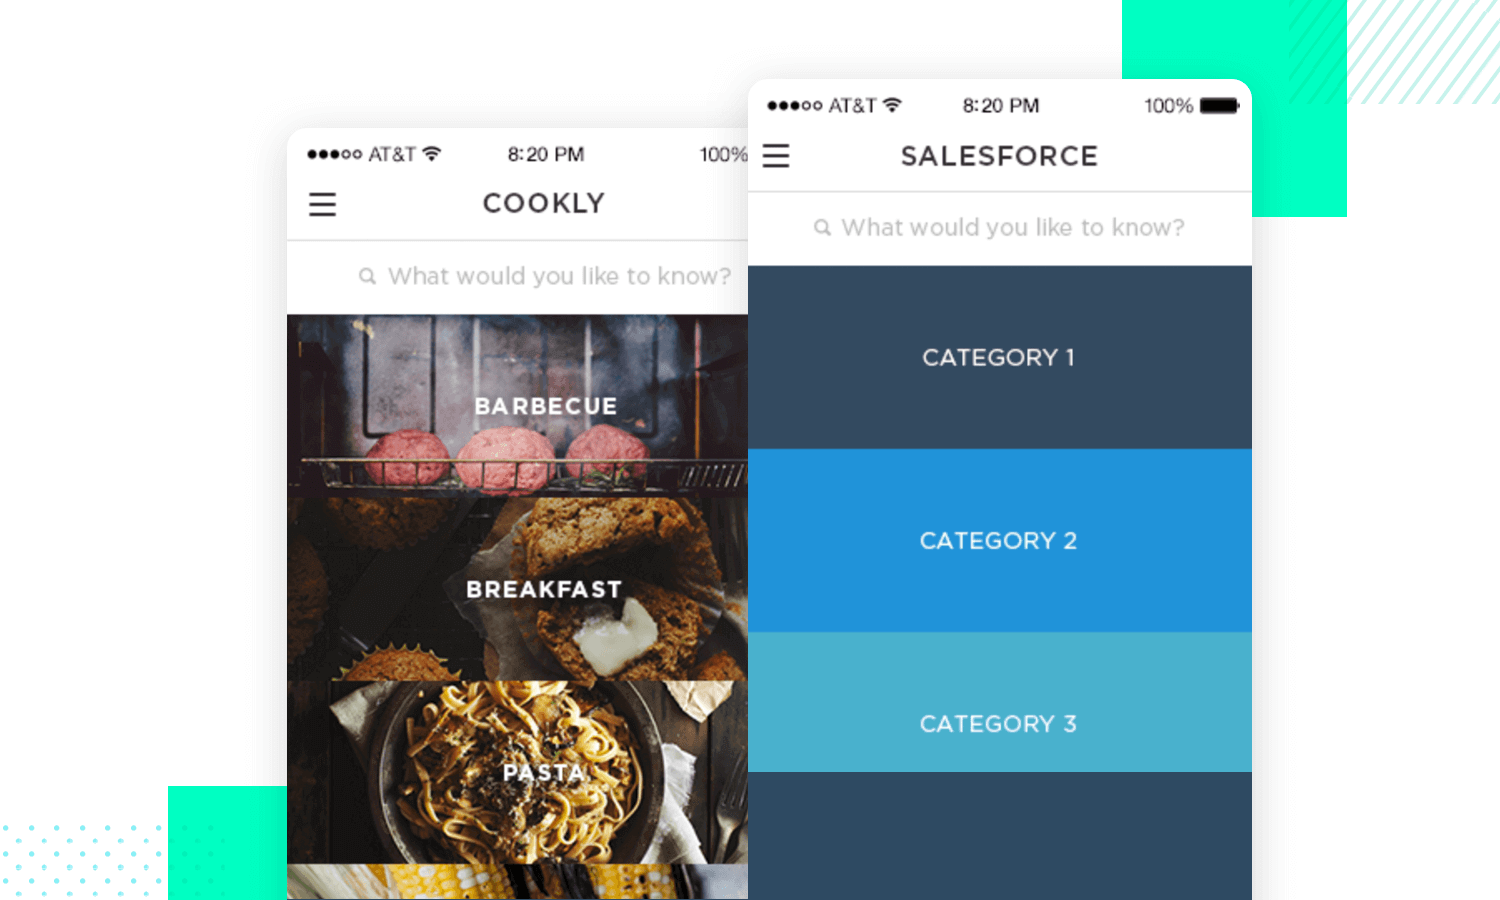 AT&T 8:20 PM 100%
COOKLY
What would you like to know?
BARBECUE
BREAKFAST
PASTA
AT&T 8:20 PM 100%
SALESFORCE
What would you like to know?
CATEGORY 1
CATEGORY 2
CATEGORY 3